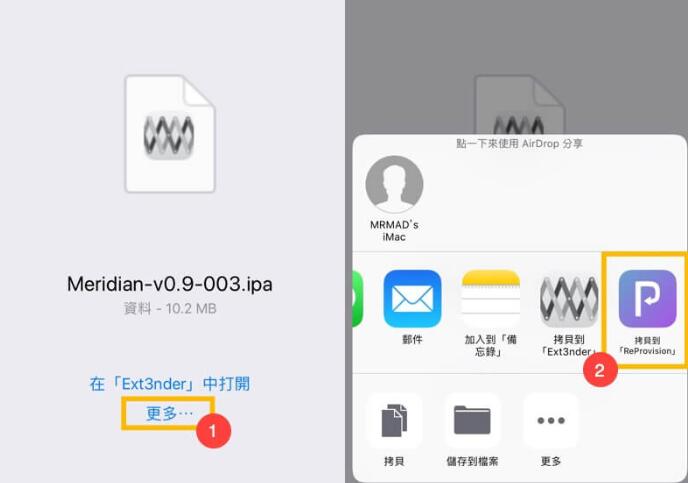 Meridian-v0.9-003.ipa
資料 - 10.2 MB
在「Ext3nder」中打開
更多⋯
1
點一下來使用 AirDrop 分享
MRMAD's
iMac
郵件
加入到「備
忘錄」
拷貝到
「Ext3nder」
拷貝到
「ReProvision」
2
拷貝
儲存到檔案
更多